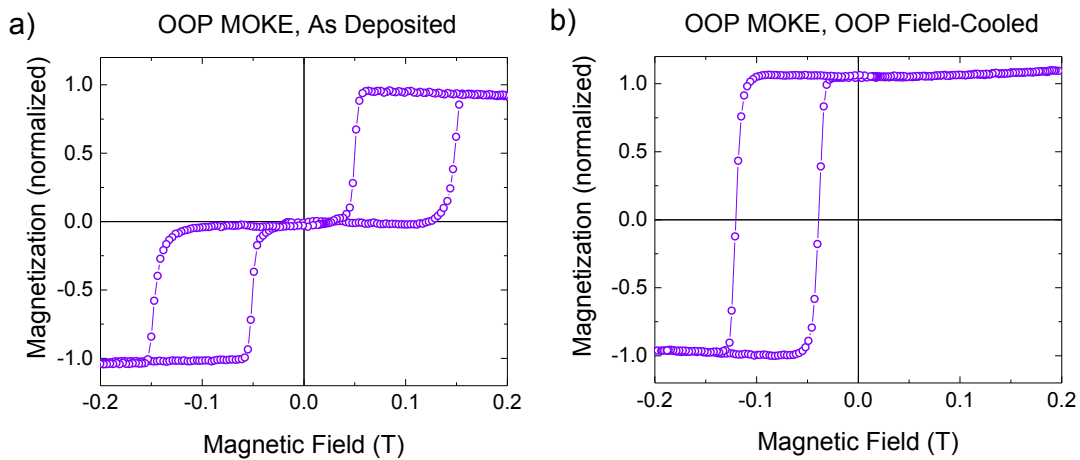 a)
OOP MOKE, As Deposited
Magnetization (normalized)
1.0
0.5
0.0
-0.5
-1.0
-0.2
-0.1
0.0
0.1
0.2
Magnetic Field (T)
b)
OOP MOKE, OOP Field-Cooled
Magnetization (normalized)
1.0
0.5
0.0
-0.5
-1.0
-0.2
-0.1
0.0
0.1
0.2
Magnetic Field (T)